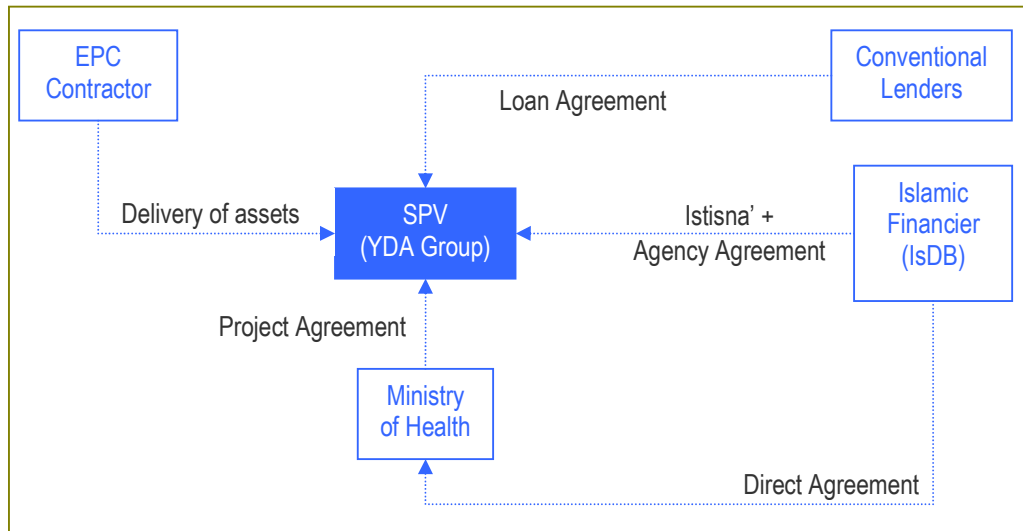 EPC
Contractor
Conventional
Lenders
Loan Agreement
Delivery of assets
SPV
(YDA Group)
Istisna’ +
Agency Agreement
Islamic
Financier
(IsDB)
Project Agreement
Ministry
of Health
Direct Agreement